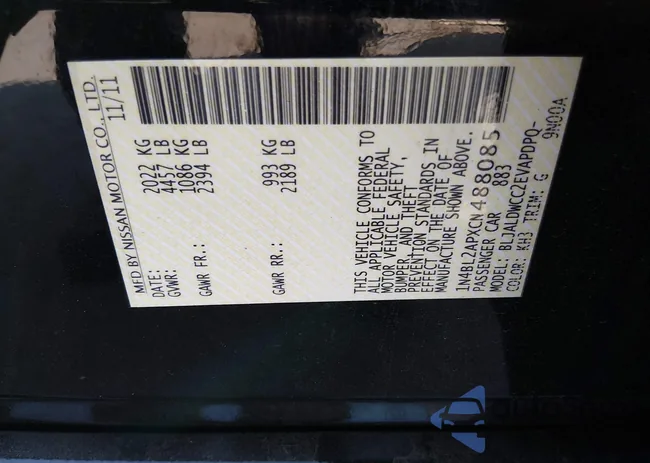 MFD BY NISSAN MOTOR CO., LTD.
DATE: 11/11
GVWR: 2022 KG
4457 LB
GAWR FR.: 1086 KG
2394 LB
GAWR RR.: 993 KG
2189 LB
THIS VEHICLE CONFORMS TO
ALL APPLICABLE FEDERAL
MOTOR VEHICLE SAFETY,
BUMPER, AND THEFT
PREVENTION STANDARDS IN
EFFECT ON THE DATE OF
MANUFACTURE SHOWN ABOVE.
1N4BL2APXCN488085
PASSENGER CAR 883
MODEL: BLJALDWCC2EVAPDPQ-
COLOR: KH3 TRIM: G 9N00A